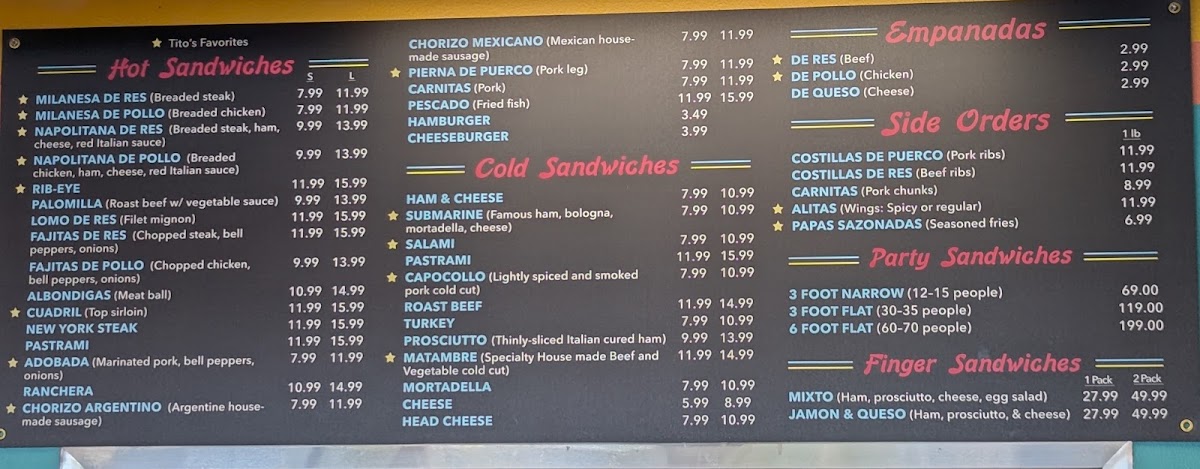 Tito's Favorites
Hot Sandwiches
S L
MILANESA DE RES (Breaded steak) 7.99 11.99
MILANESA DE POLLO (Breaded chicken) 7.99 11.99
NAPOLITANA DE RES (Breaded steak, ham, 9.99 13.99
cheese, red Italian sauce)
NAPOLITANA DE POLLO (Breaded 9.99 13.99
chicken, ham, cheese, red Italian sauce)
RIB-EYE 11.99 15.99
PALOMILLA (Roast beef w/ vegetable sauce) 9.99 13.99
LOMO DE RES (Filet mignon) 11.99 15.99
FAJITAS DE RES (Chopped steak, bell 11.99 15.99
peppers, onions)
FAJITAS DE POLLO (Chopped chicken, 9.99 13.99
bell peppers, onions)
ALBONDIGAS (Meat ball) 10.99 14.99
CUADRIL (Top sirloin) 11.99 15.99
NEW YORK STEAK 11.99 15.99
PASTRAMI 11.99 15.99
ADOBADA (Marinated pork, bell peppers, 7.99 11.99
onions)
RANCHERA 10.99 14.99
CHORIZO ARGENTINO (Argentine house- 7.99 11.99
made sausage)
CHORIZO MEXICANO (Mexican house- 7.99 11.99
made sausage)
PIERNA DE PUERCO (Pork leg) 7.99 11.99
CARNITAS (Pork) 7.99 11.99
PESCADO (Fried fish) 11.99 15.99
HAMBURGER 3.49
CHEESEBURGER 3.99
Cold Sandwiches
HAM & CHEESE 7.99 10.99
SUBMARINE (Famous ham, bologna, 7.99 10.99
mortadella, cheese)
SALAMI 7.99 10.99
PASTRAMI 11.99 15.99
CAPOCOLLO (Lightly spiced and smoked 7.99 10.99
pork cold cut)
ROAST BEEF 11.99 14.99
TURKEY 7.99 10.99
PROSCIUTTO (Thinly-sliced Italian cured ham) 9.99 13.99
MATAMBRE (Specialty House made Beef and 11.99 14.99
Vegetable cold cut)
MORTADELLA 7.99 10.99
CHEESE 5.99 8.99
HEAD CHEESE 7.99 10.99
Empanadas
DE RES (Beef) 2.99
DE POLLO (Chicken) 2.99
DE QUESO (Cheese) 2.99
Side Orders
1 lb
COSTILLAS DE PUERCO (Pork ribs) 11.99
COSTILLAS DE RES (Beef ribs) 11.99
CARNITAS (Pork chunks) 8.99
ALITAS (Wings: Spicy or regular) 11.99
PAPAS SAZONADAS (Seasoned fries) 6.99
Party Sandwiches
3 FOOT NARROW (12-15 people) 69.00
3 FOOT FLAT (30-35 people) 119.00
6 FOOT FLAT (60-70 people) 199.00
Finger Sandwiches
1 Pack 2 Pack
MIXTO (Ham, prosciutto, cheese, egg salad) 27.99 49.99
JAMON & QUESO (Ham, prosciutto, & cheese) 27.99 49.99